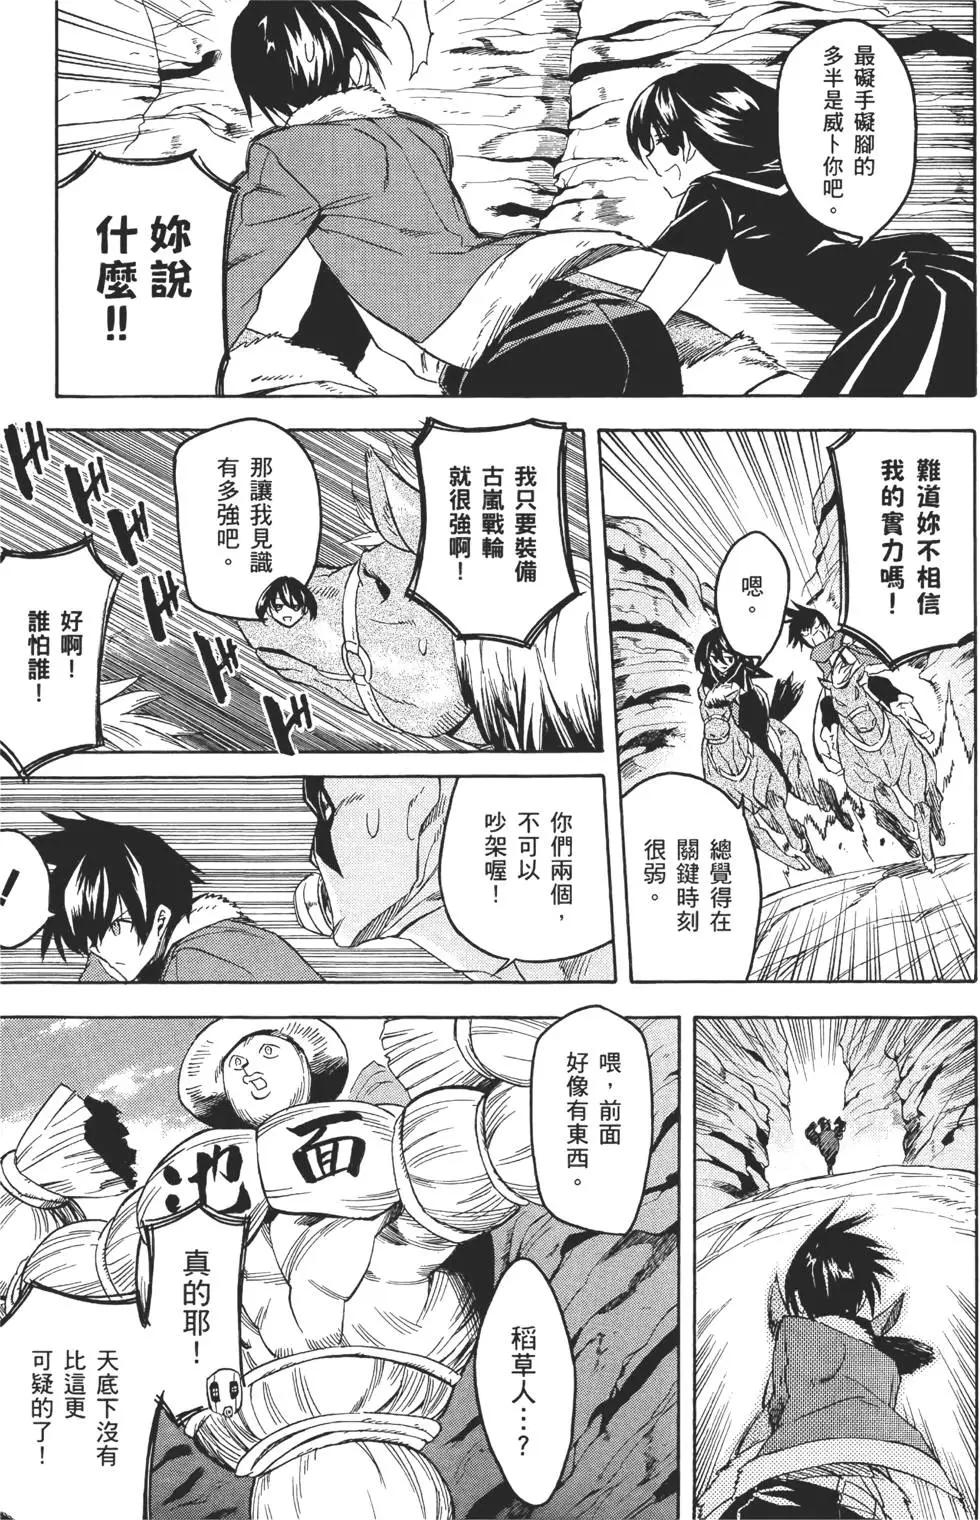 最礙手礙腳的
多半是威卜你吧。
妳說
什麼!!
難道妳不相信
我的實力嗎！
嗯。
總覺得在
關鍵時刻
很弱。
我只要裝備
古嵐戰輪
就很強啊！
那讓我見識
有多強吧。
好啊！
誰怕誰！
你們兩個，
不可以
吵架喔！
！
喂，前面
好像有東西。
稻草人…？
面
池
真的耶！
天底下沒有
比這更
可疑的了！